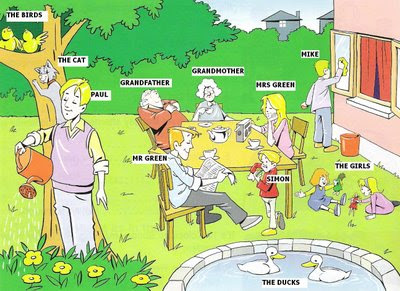 THE BIRDS
THE CAT
MIKE
GRANDMOTHER
GRANDFATHER
MRS GREEN
PAUL
MR GREEN
THE GIRLS
SIMON
THE DUCKS